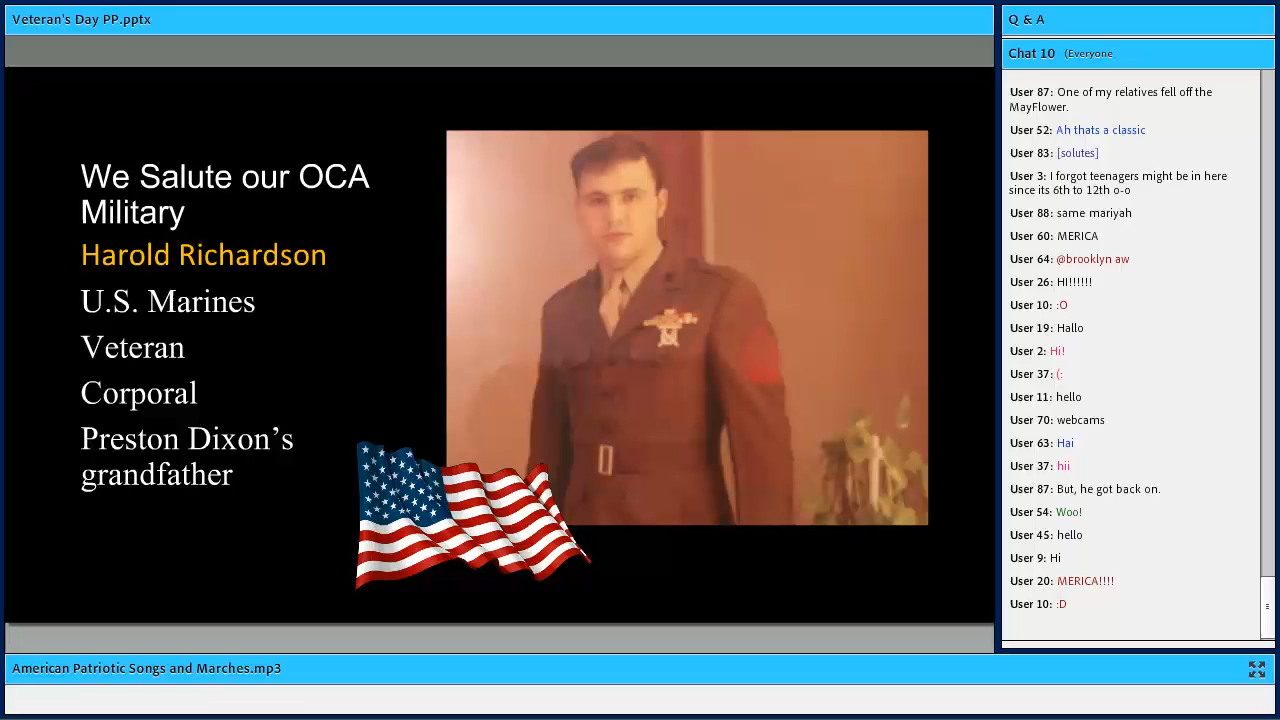 Veteran's Day PP.pptx
We Salute our OCA
Military
Harold Richardson
U.S. Marines
Veteran
Corporal
Preston Dixon’s
grandfather
American Patriotic Songs and Marches.mp3
Q & A
Chat 10 (Everyone
User 87: One of my relatives fell off the
MayFlower.
User 52: Ah thats a classic
User 83: [solutes]
User 3: I forgot teenagers might be in here
since its 6th to 12th o-o
User 88: same mariyah
User 60: MERICA
User 64: @brooklyn aw
User 26: HI!!!!!!
User 10: :O
User 19: Hallo
User 2: Hi!
User 37: (:
User 11: hello
User 70: webcams
User 63: Hai
User 37: hii
User 87: But, he got back on.
User 54: Woo!
User 45: hello
User 9: Hi
User 20: MERICA!!!!
User 10: :D